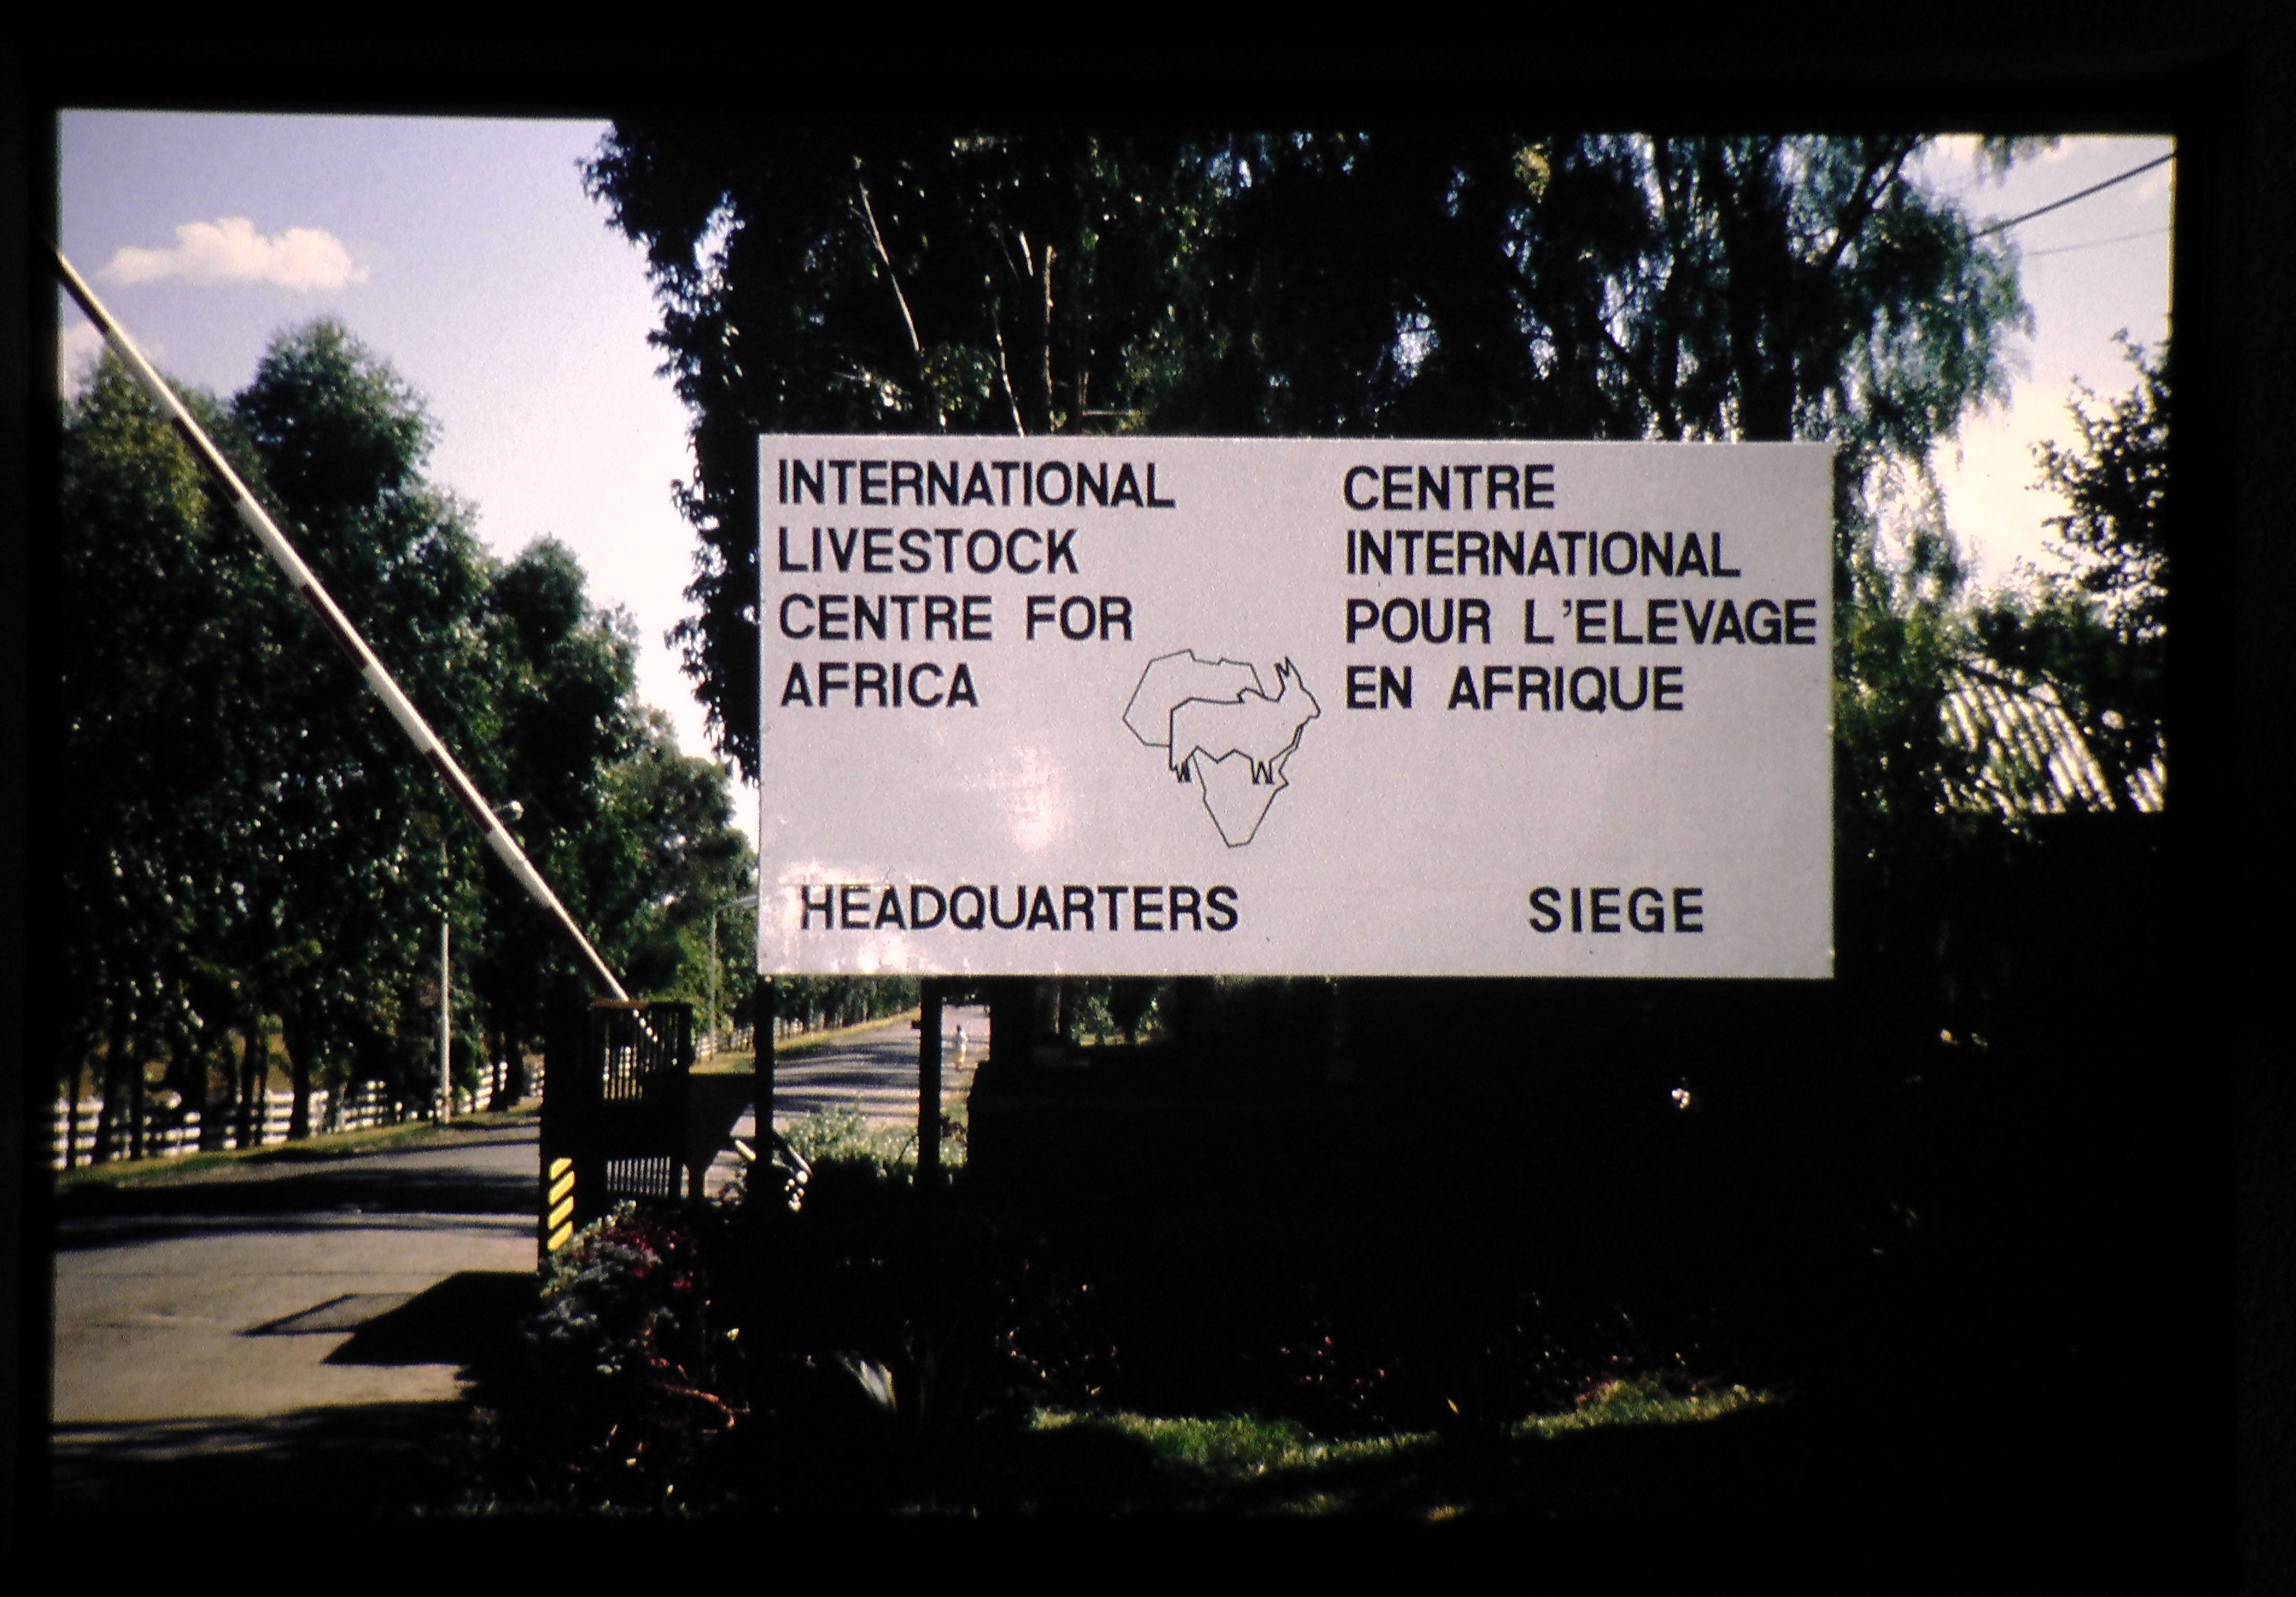 INTERNATIONAL
LIVESTOCK
CENTRE FOR
AFRICA
CENTRE
INTERNATIONAL
POUR L'ELEVAGE
EN AFRIQUE
HEADQUARTERS
SIEGE